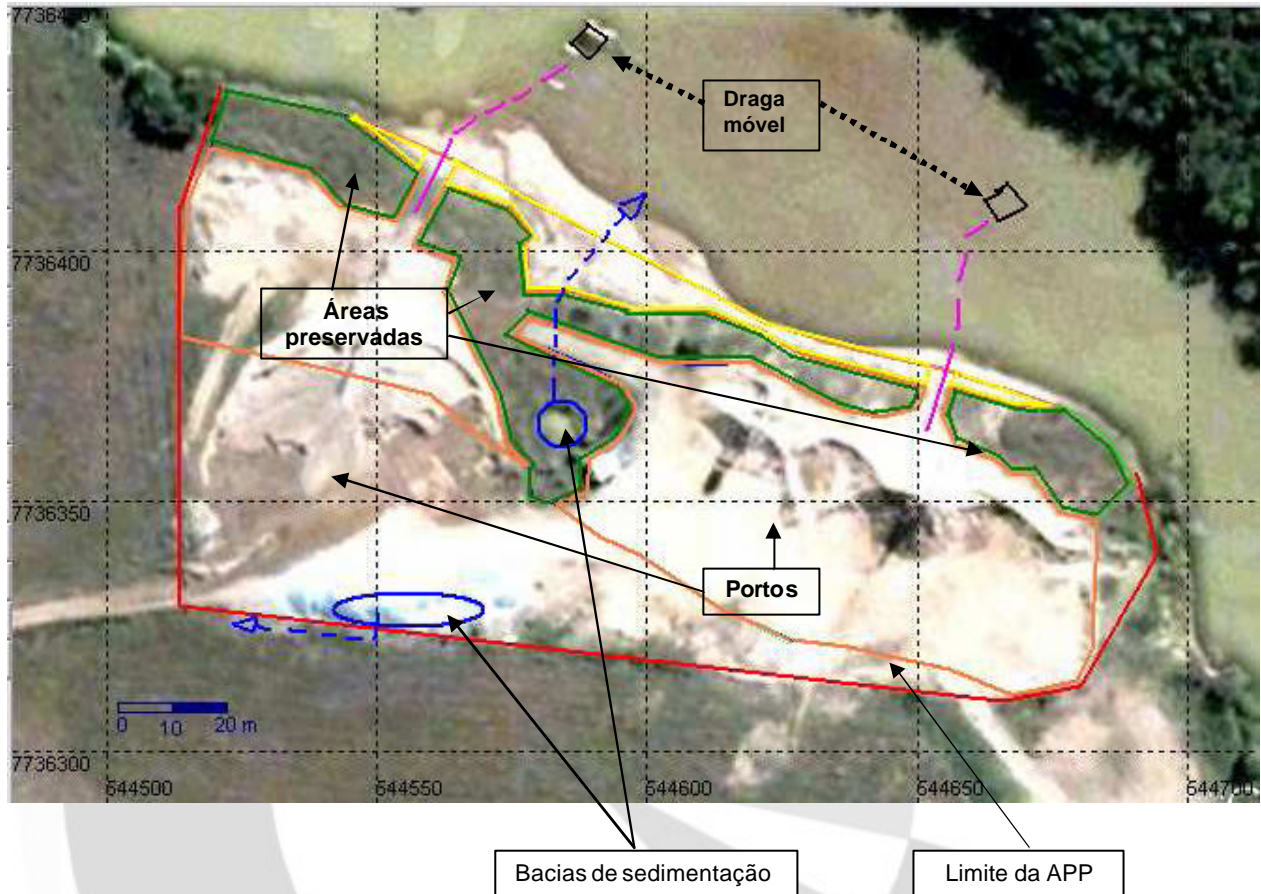 7736450
Draga
móvel
7736400
Áreas
preservadas
7736350
Portos
0 10 20 m
7736300
544500 544550 544600 544650 544700
Bacias de sedimentação
Limite da APP